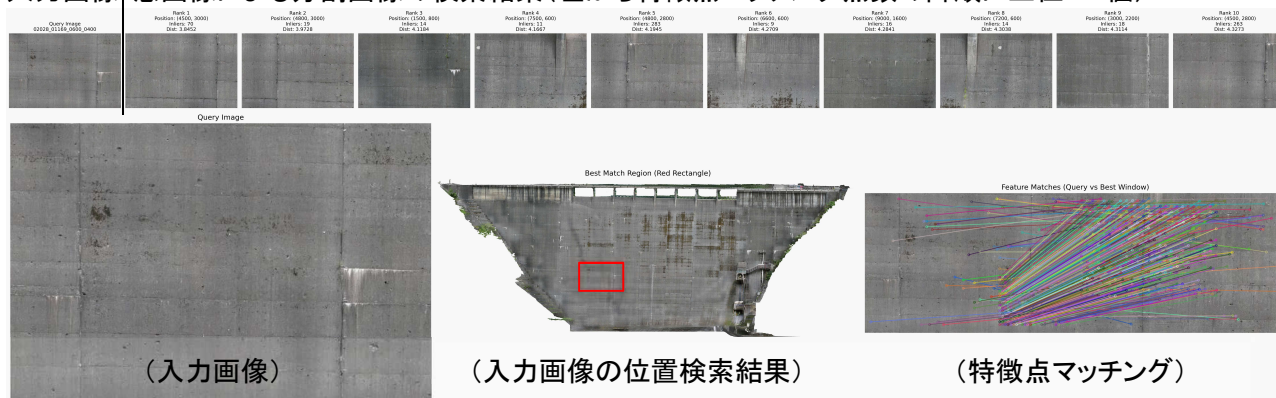 Query Image
02028_01169_0600_0400
Rank 1
Position: (4500, 3000)
Inliers: 70
Dist: 3.8452
Rank 2
Position: (4800, 3000)
Inliers: 19
Dist: 3.9728
Rank 3
Position: (1500, 800)
Inliers: 14
Dist: 4.1184
Rank 4
Position: (7500, 600)
Inliers: 11
Dist: 4.1667
Rank 5
Position: (4800, 2800)
Inliers: 283
Dist: 4.1945
Rank 6
Position: (6600, 600)
Inliers: 9
Dist: 4.2709
Rank 7
Position: (9000, 1600)
Inliers: 16
Dist: 4.2841
Rank 8
Position: (7200, 600)
Inliers: 14
Dist: 4.3038
Rank 9
Position: (3000, 2200)
Inliers: 18
Dist: 4.3114
Rank 10
Position: (4500, 2800)
Inliers: 263
Dist: 4.3273
Query Image
Best Match Region (Red Rectangle)
Feature Matches (Query vs Best Window)
（入力画像）
（入力画像の位置検索結果）
（特徴点マッチング）